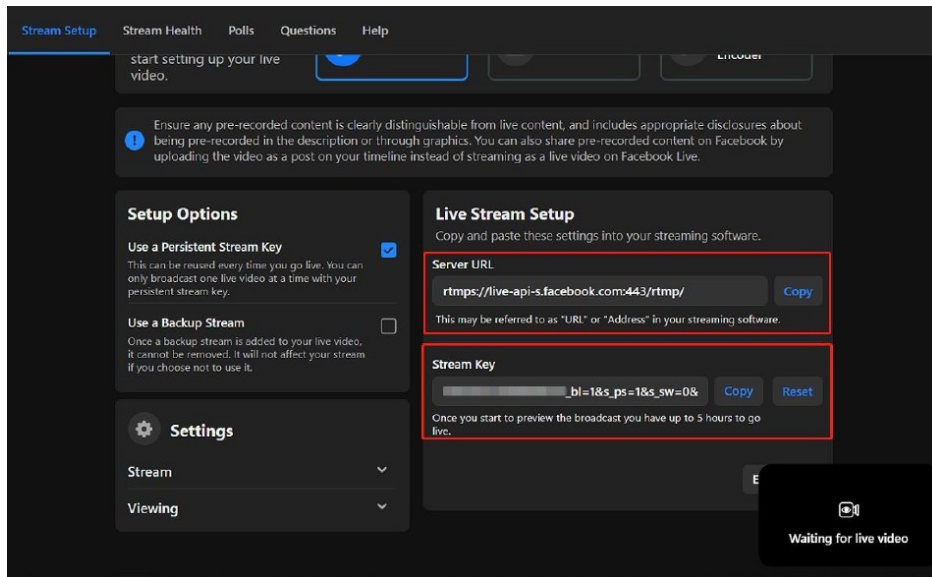 Stream Setup Stream Health Polls Questions Help
start setting up your live
video.
Encoder
Ensure any pre-recorded content is clearly distinguishable from live content, and includes appropriate disclosures about
being pre-recorded in the description or through graphics. You can also share pre-recorded content on Facebook by
uploading the video as a post on your timeline instead of streaming as a live video on Facebook Live.
Setup Options
Use a Persistent Stream Key
This can be reused every time you go live. You can
only broadcast one live video at a time with your
persistent stream key.
Use a Backup Stream
Once a backup stream is added to your live video,
it cannot be removed. It will not affect your stream
if you choose not to use it.
Settings
Stream
Viewing
Live Stream Setup
Copy and paste these settings into your streaming software.
Server URL
rtmps://live-api-s.facebook.com:443/rtmp/ Copy
This may be referred to as "URL" or "Address" in your streaming software.
Stream Key
_bl=1&s_ps=1&s_sw=0& Copy Reset
Once you start to preview the broadcast you have up to 5 hours to go
live.
Waiting for live video